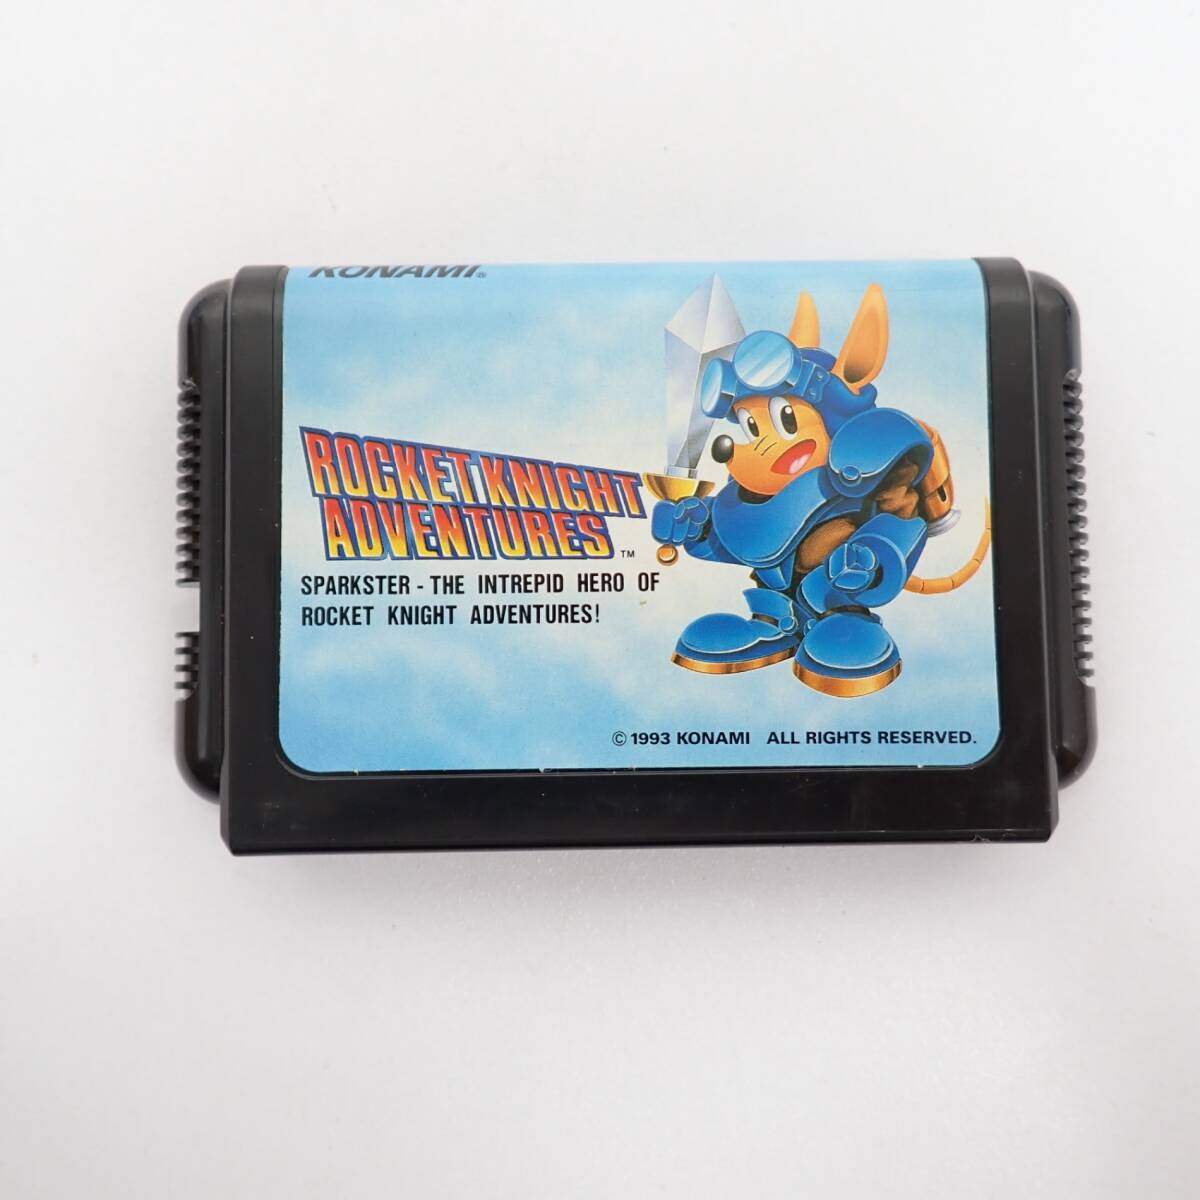 KONAMI®
ROCKET KNIGHT
ADVENTURES™
SPARKSTER - THE INTREPID HERO OF
ROCKET KNIGHT ADVENTURES!
© 1993 KONAMI ALL RIGHTS RESERVED.